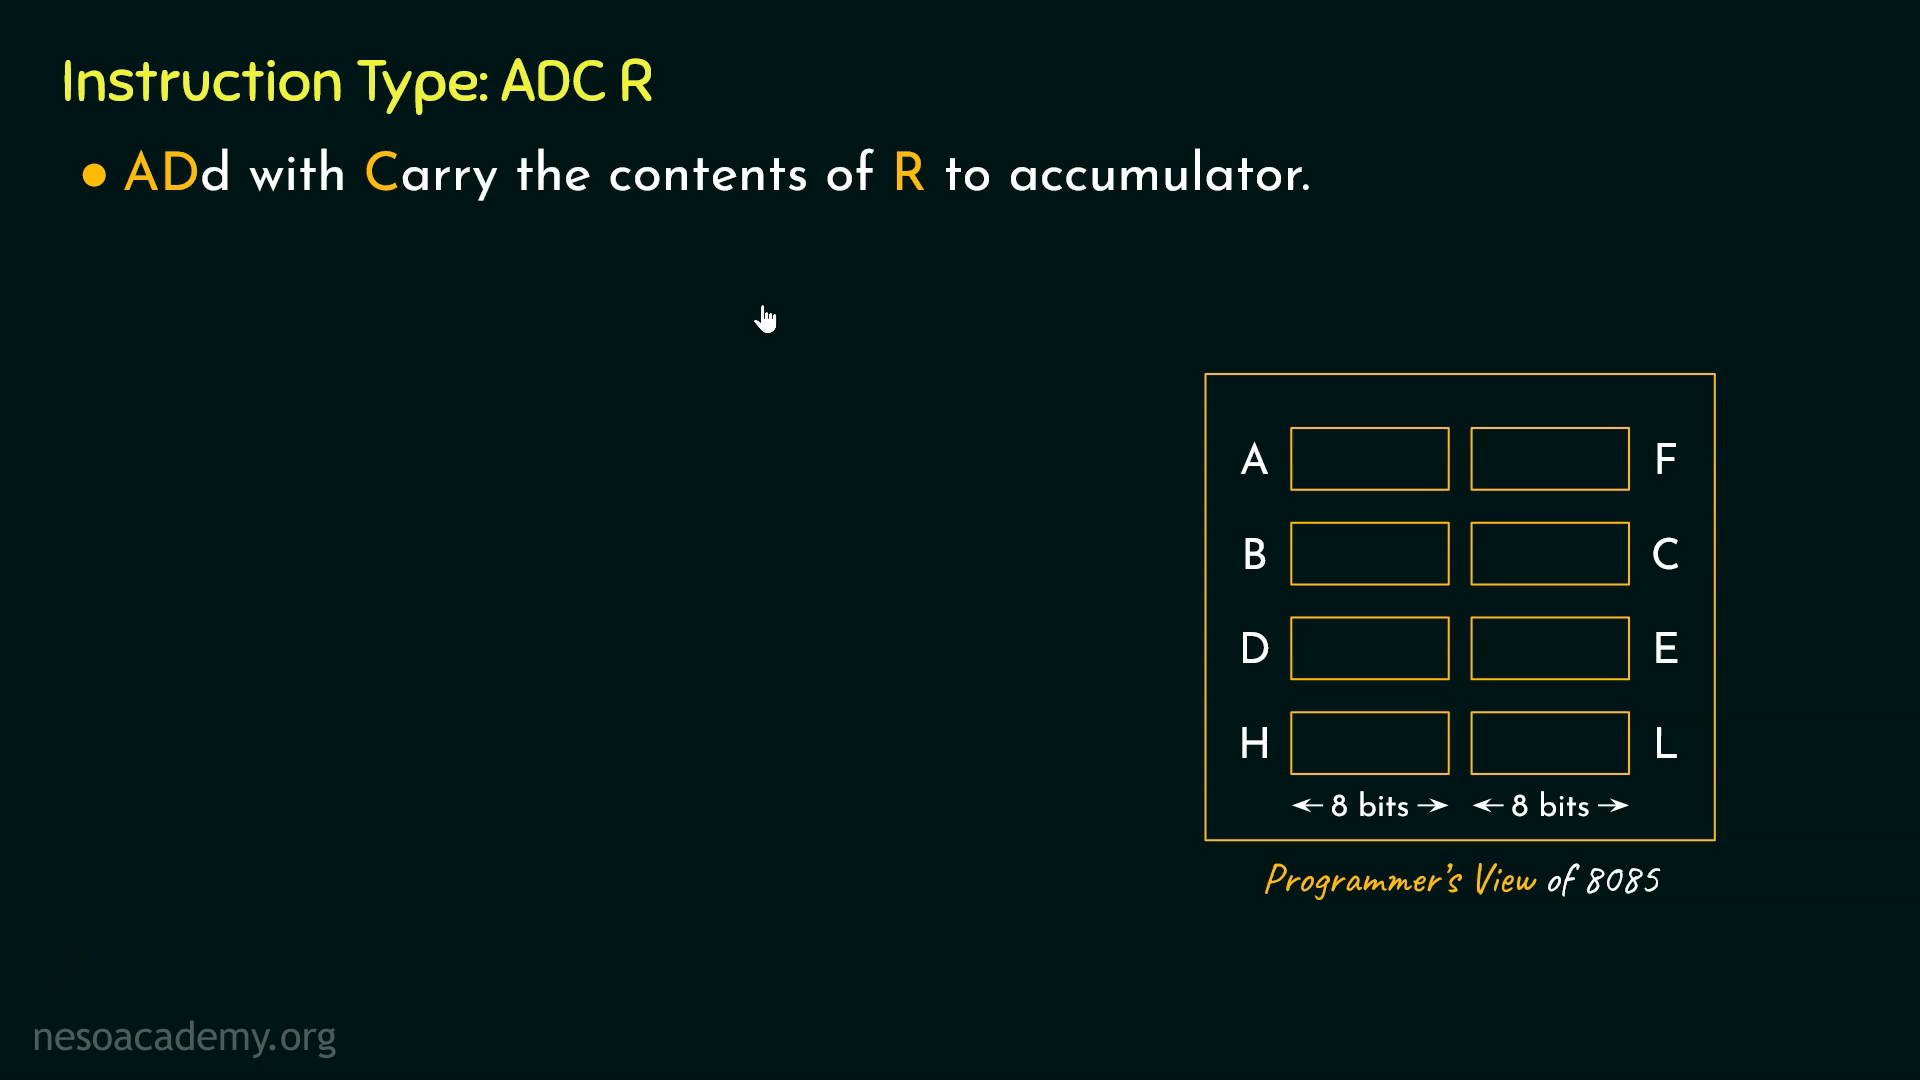 Instruction Type: ADC R
● ADd with Carry the contents of R to accumulator.
A F
B C
D E
H L
←8 bits→ ←8 bits→
Programmer's View of 8085
nesoacademy.org